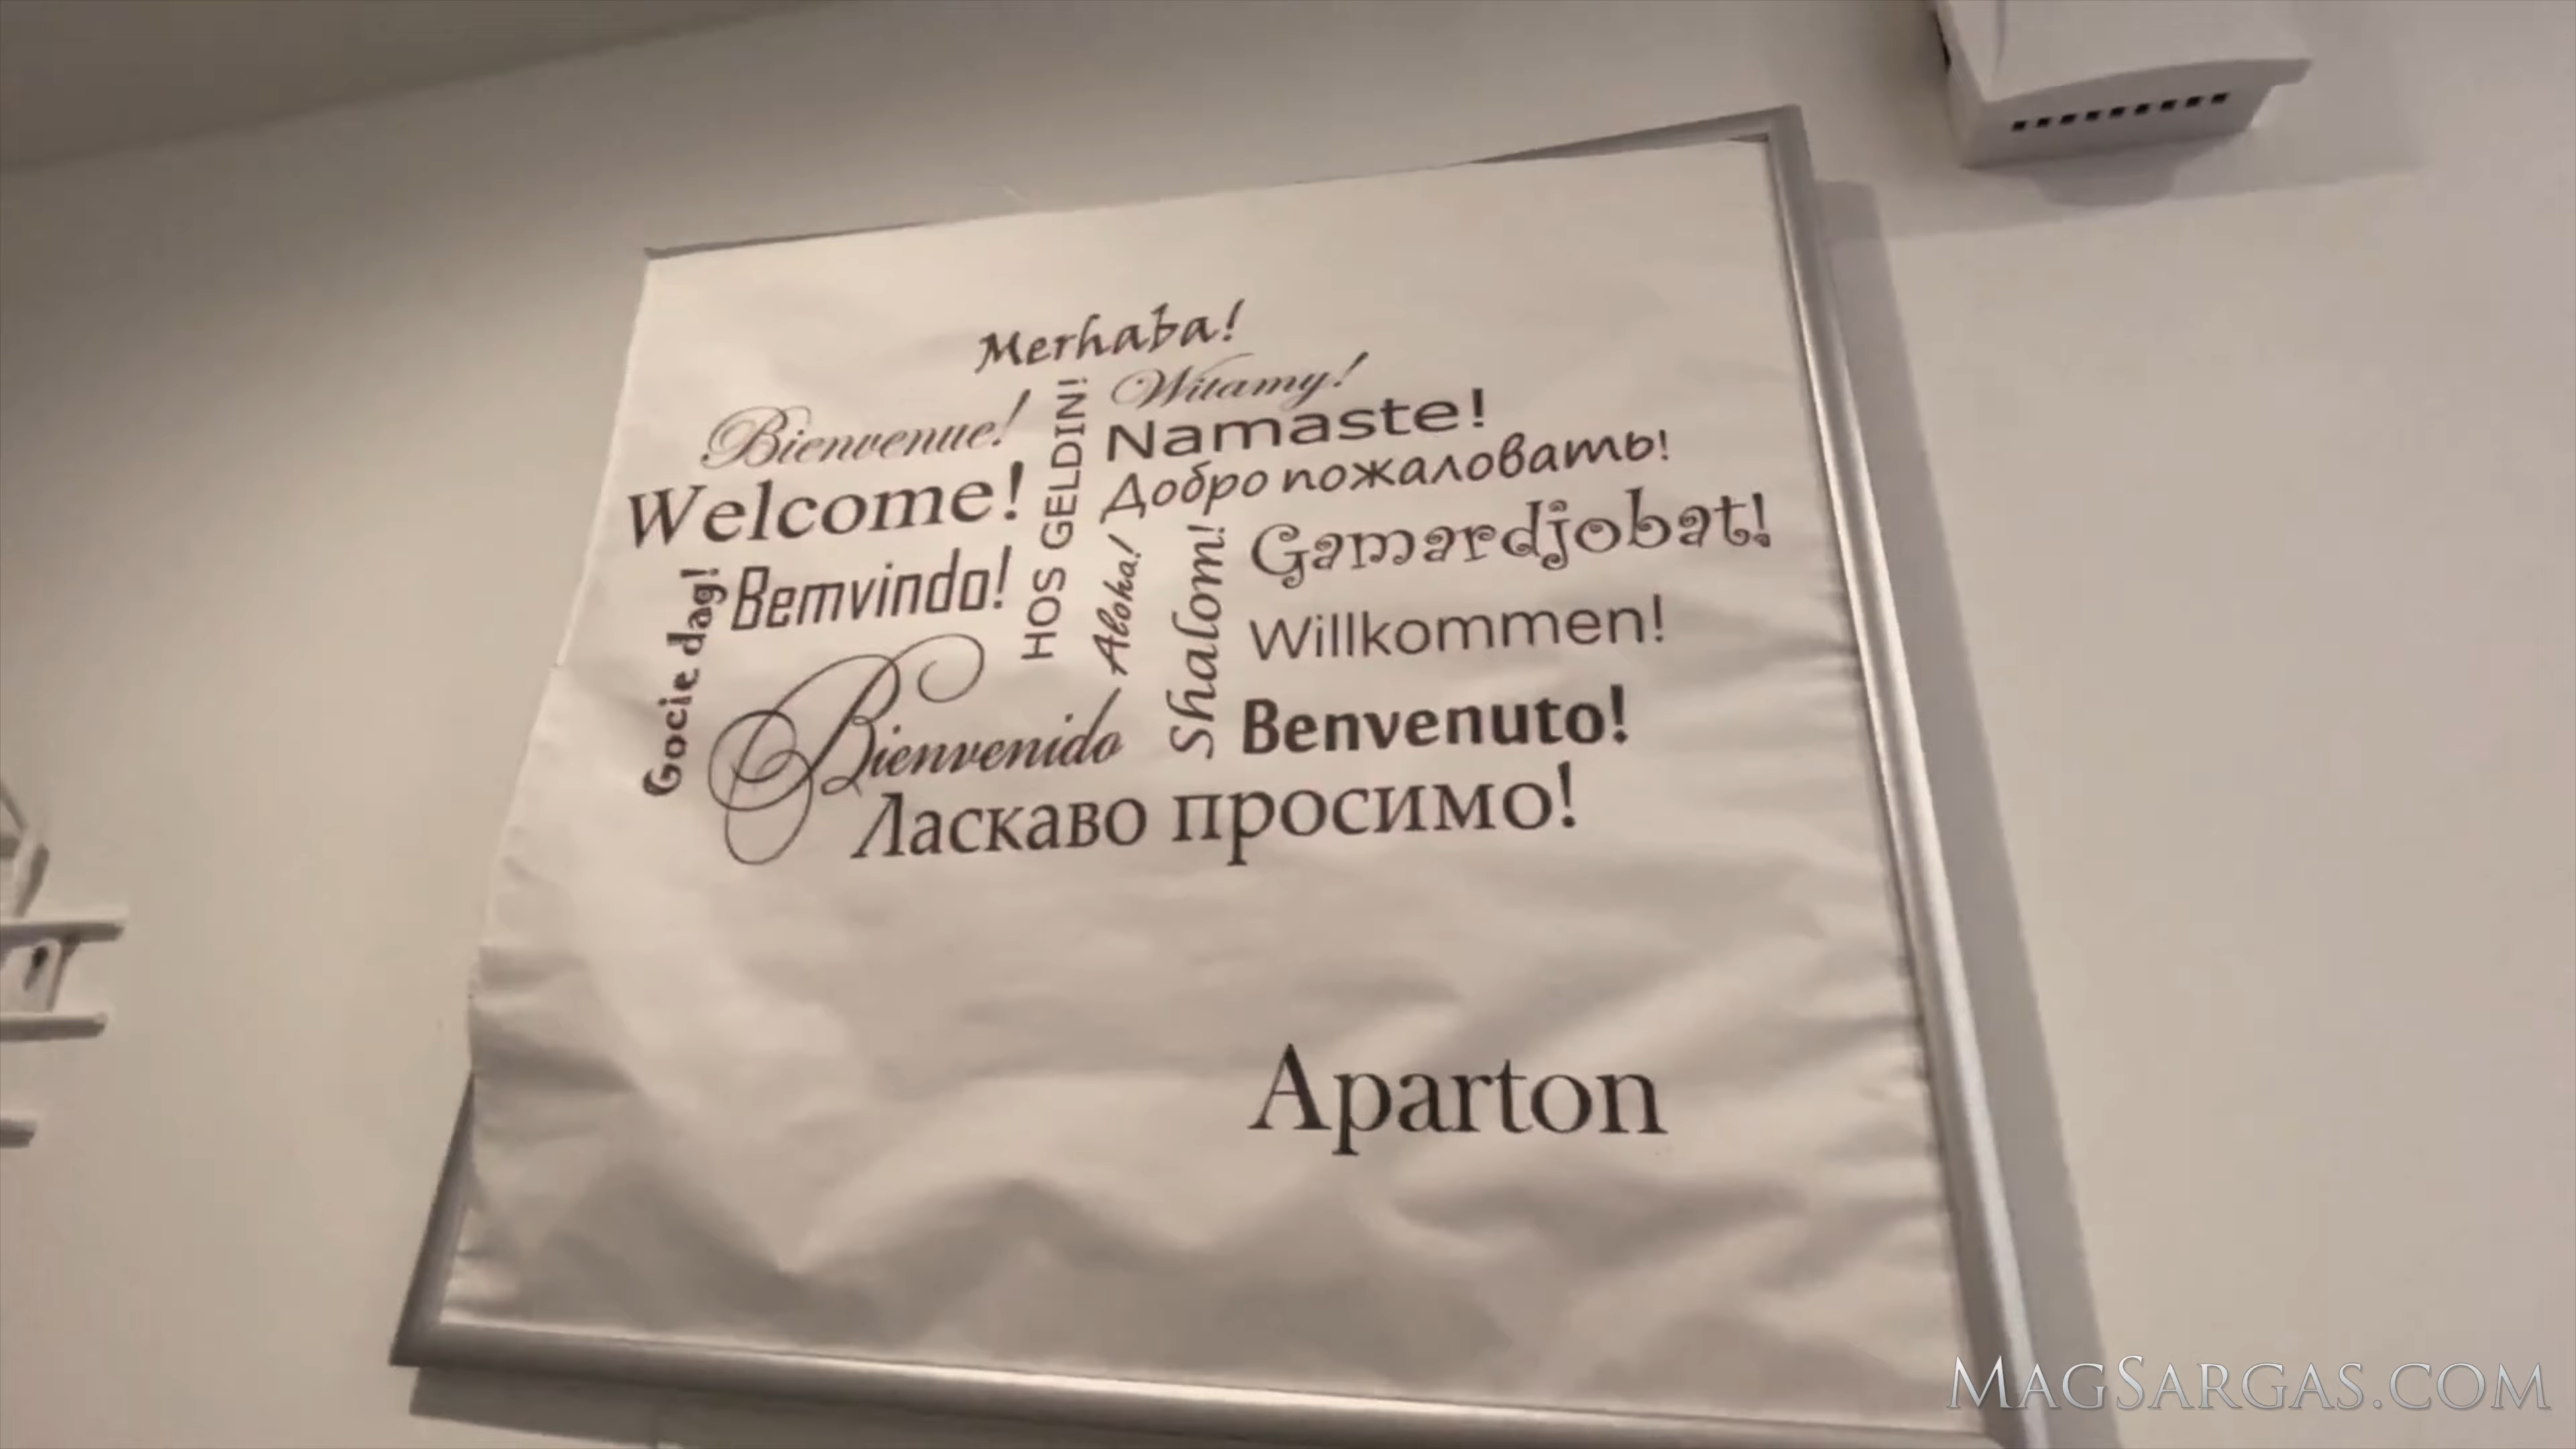 Merhaba!
Witamy!
Bienvenue!
HOS GELDIN!
Namaste!
Добро пожаловать!
Welcome!
Gamardjobat!
Bemvindo!
Gocie dag!
Aloha!
Shalom!
Willkommen!
Bienvenido
Benvenuto!
Ласкаво просимо!
Aparton
MAGSARGAS.COM